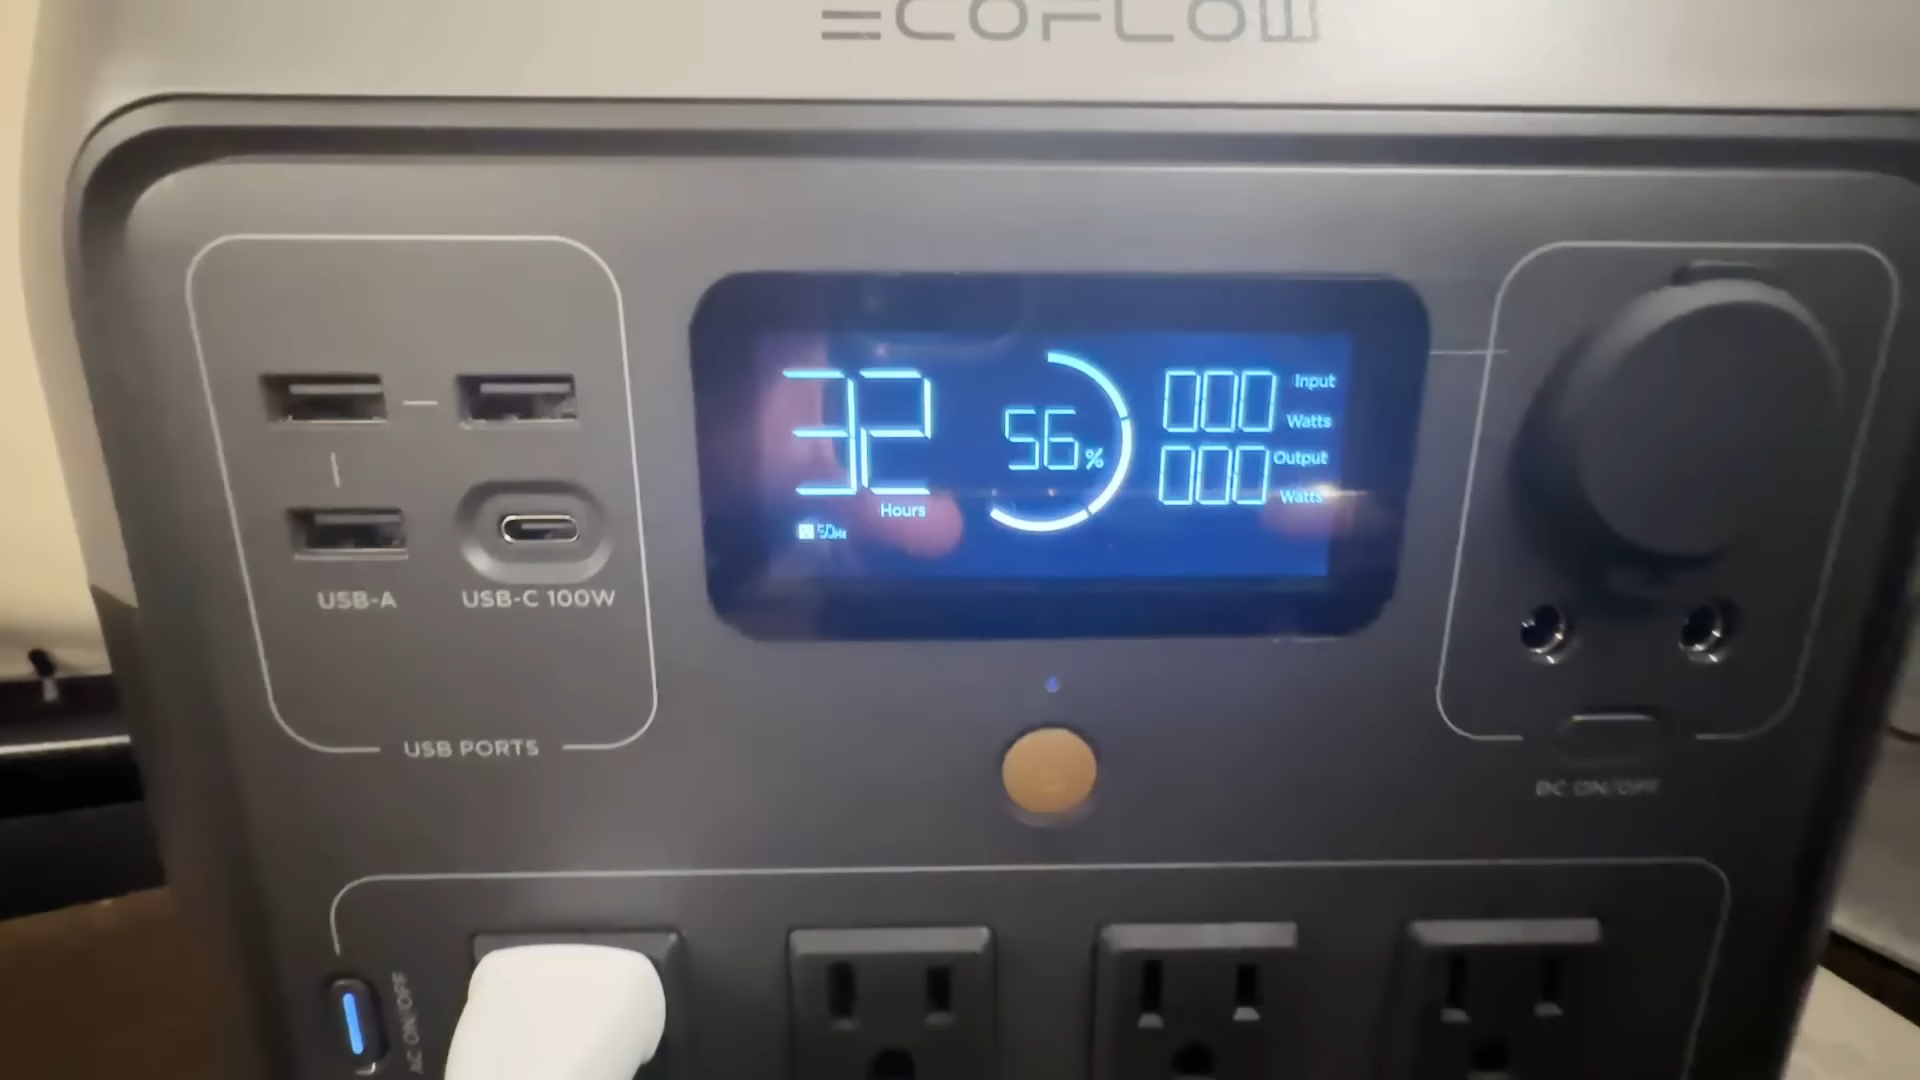 ECOFLOW
32
Hours
50Hz
56%
000 Input
Watts
000 Output
Watts
USB-A
USB-C 100W
USB PORTS
DC ON/OFF
AC ON/OFF